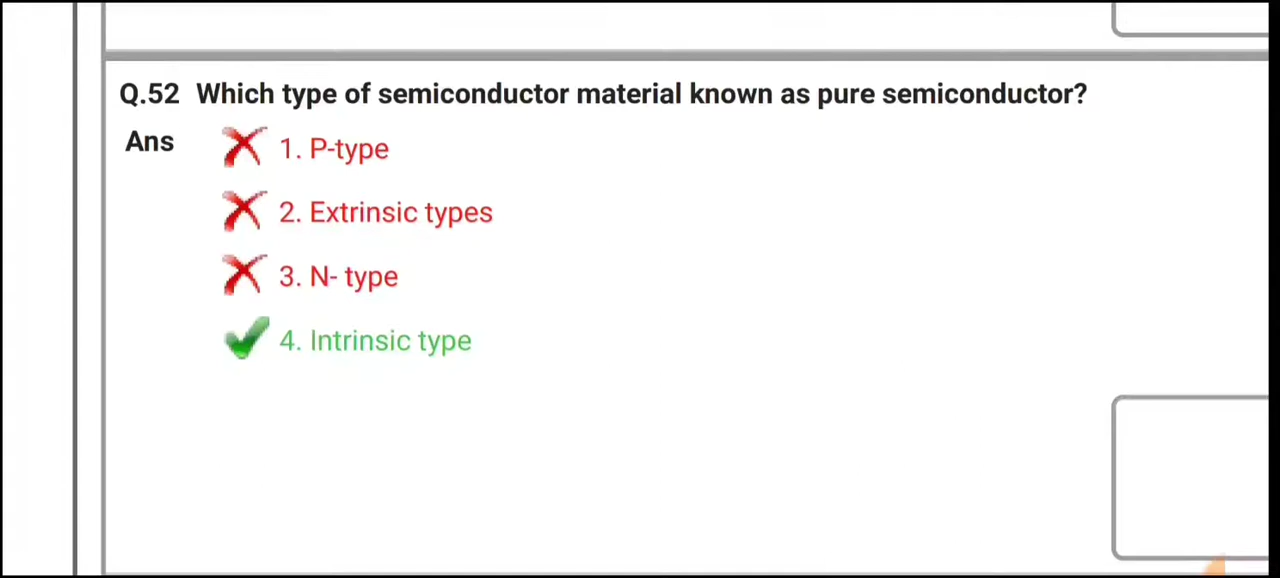 Q.52 Which type of semiconductor material known as pure semiconductor?
Ans 1. P-type
2. Extrinsic types
3. N- type
4. Intrinsic type